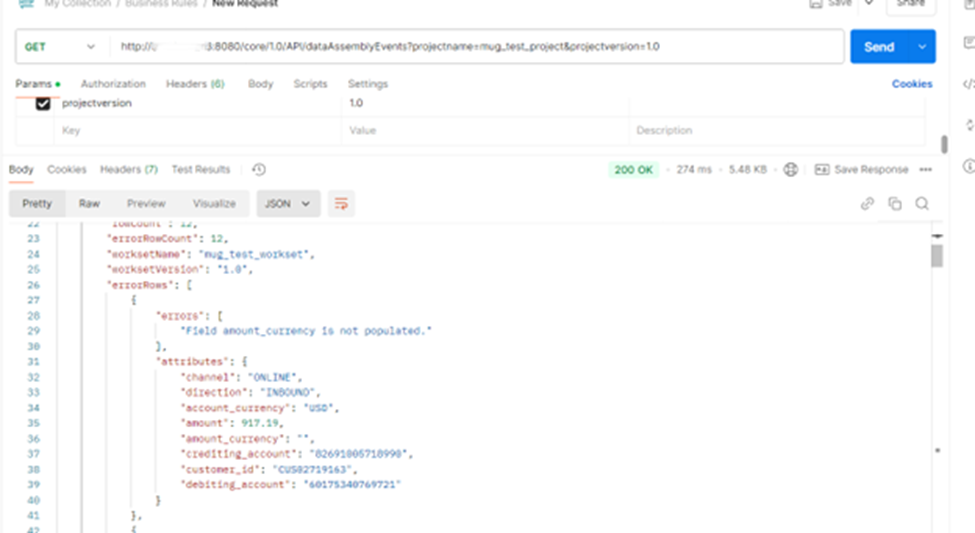 My Collection / Business Rules / New Request
Save
Share
GET
http:// :8080/core/1.0/API/dataAssemblyEvents?projectname=mug_test_project&projectversion=1.0
Send
Params
Authorization
Headers (6)
Body
Scripts
Settings
Cookies
projectversion
1.0
Key
Value
Description
Body
Cookies
Headers (7)
Test Results
200 OK
274 ms
5.48 KB
Save Response
Pretty
Raw
Preview
Visualize
JSON
22 "rowCount": 12,
23 "errorRowCount": 12,
24 "worksetName": "mug_test_workset",
25 "worksetVersion": "1.0",
26 "errorRows": [
27 {
28 "errors": [
29 "Field amount_currency is not populated."
30 ],
31 "attributes": {
32 "channel": "ONLINE",
33 "direction": "INBOUND",
34 "account_currency": "USD",
35 "amount": 917.19,
36 "amount_currency": "",
37 "crediting_account": "82691805718990",
38 "customer_id": "CUS82719163",
39 "debiting_account": "60175340769721"
40 }
41 },
42 {